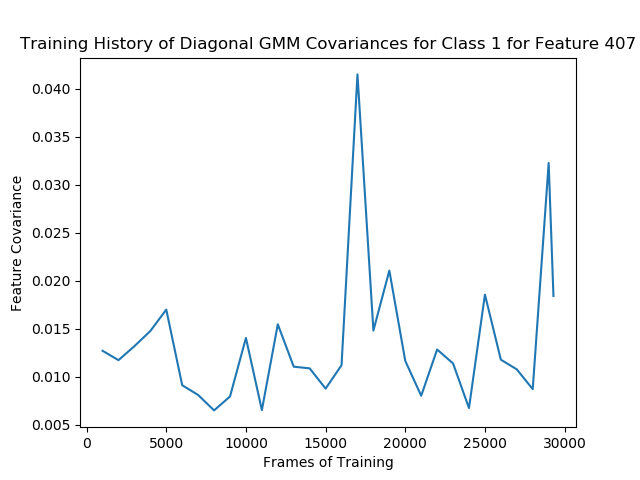 Training History of Diagonal GMM Covariances for Class 1 for Feature 407
0.040
0.035
0.030
0.025
0.020
0.015
0.010
0.005
Feature Covariance
0 5000 10000 15000 20000 25000 30000
Frames of Training